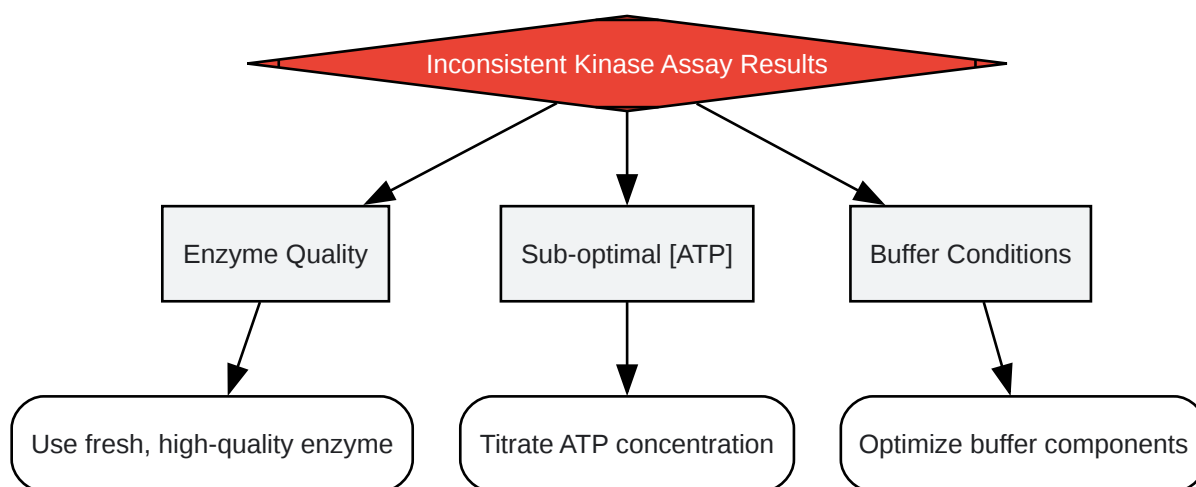 Inconsistent Kinase Assay Results
Enzyme Quality
Sub-optimal [ATP]
Buffer Conditions
Use fresh, high-quality enzyme
Titrate ATP concentration
Optimize buffer components